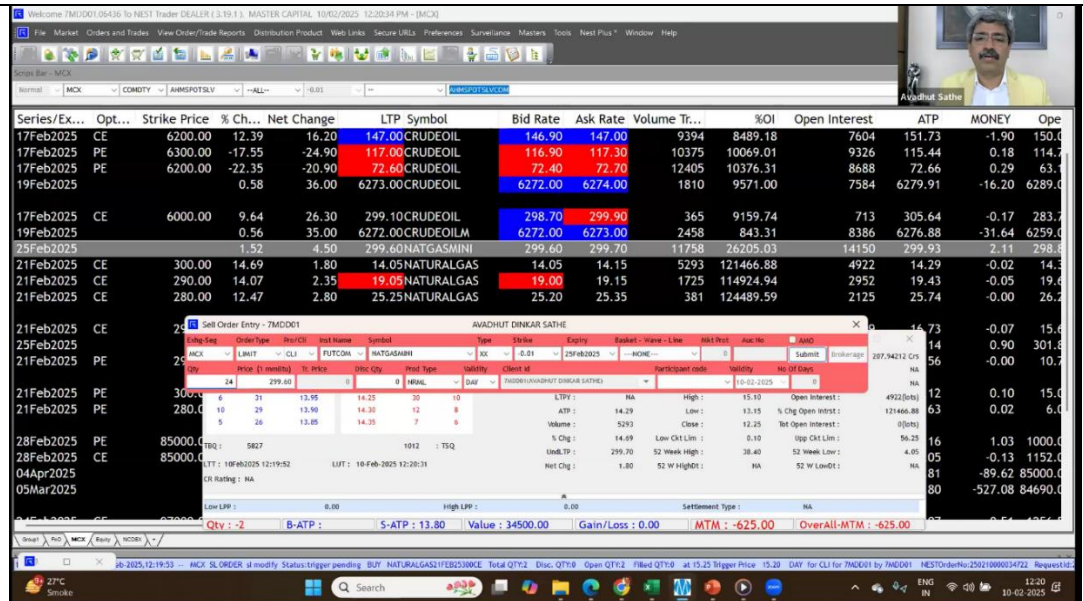 Welcome 7MDD01,06436 To NEST Trader DEALER ( 3.19.1 ). MASTER CAPITAL 10/02/2025 12:20:34 PM - [MCX]
File Market Orders and Trades View Order/Trade Reports Distribution Product Web Links Secure URLs Preferences Surveillance Masters Tools Nest Plus Window Help
Scrips Bar - MCX
Normal MCX COMDTY AHMSPOTSLV --ALL-- -0.01 -- AHMSPOTSLVCOM
Avadhut Sathe
Series/Ex... Opt... Strike Price % Ch... Net Change LTP Symbol Bid Rate Ask Rate Volume Tr... %OI Open Interest ATP MONEY Ope
17Feb2025 CE 6200.00 12.39 16.20 147.00 CRUDEOIL 146.90 147.00 9394 8489.18 7604 151.73 -1.90 150.0
17Feb2025 PE 6300.00 -17.55 -24.90 117.00 CRUDEOIL 116.90 117.30 10375 10069.01 9326 115.44 0.18 114.7
17Feb2025 PE 6200.00 -22.35 -20.90 72.60 CRUDEOIL 72.40 72.70 12405 10376.31 8688 72.66 0.29 63.1
19Feb2025 0.58 36.00 6273.00 CRUDEOIL 6272.00 6274.00 1810 9571.00 7584 6279.91 -16.20 6289.0
17Feb2025 CE 6000.00 9.64 26.30 299.10 CRUDEOIL 298.70 299.90 365 9159.74 713 305.64 -0.17 283.7
19Feb2025 0.56 35.00 6272.00 CRUDEOILM 6272.00 6273.00 2458 843.31 8386 6276.88 -31.64 6259.0
25Feb2025 1.52 4.50 299.60 NATGASMINI 299.60 299.70 11758 26205.03 14150 299.93 2.11 298.8
21Feb2025 CE 300.00 14.69 1.80 14.05 NATURALGAS 14.05 14.15 5293 121466.88 4922 14.29 -0.02 14.3
21Feb2025 CE 290.00 14.07 2.35 19.05 NATURALGAS 19.00 19.15 1725 114924.94 2952 19.43 -0.05 19.6
21Feb2025 CE 280.00 12.47 2.80 25.25 NATURALGAS 25.20 25.35 381 124489.59 2125 25.74 -0.00 26.2
Sell Order Entry - 7MDD01 AVADHUT DINKAR SATHE
21Feb2025 CE 16.73 -0.07 15.6
Exhg-Seg OrderType Pro/Cli Inst Name Symbol Type Strike Expiry Basket - Wave - Line Mkt Prot Auc No AMO
25Feb2025 14 0.90 301.8
MCX LIMIT CLI FUTCOM NATGASMINI XX -0.01 25Feb2025 ---NONE--- 0 Submit Brokerage 207.94212 Crs
21Feb2025 PE 56 -0.00 10.7
Qty Price (1 mmBtu) Tr. Price Disc Qty Prod Type Validity Client id Participant code Validity No Of Days NA
24 299.60 0 0 NRML DAY 7MDD01(AVADHUT DINKAR SATHE) 10-02-2025 0 NA
21Feb2025 PE 12 0.10 15.0
6 31 13.95 14.25 30 10 LTPY : NA High : 15.10 Open Interest : 4922(lots)
21Feb2025 PE 280.0 63 0.02 6.0
10 29 13.90 14.30 12 8 ATP : 14.29 Low : 13.15 % Chg Open Intrst : 121466.88
5 26 13.85 14.35 7 6 Volume : 5293 Close : 12.25 Tot Open Interest : 0(lots)
28Feb2025 PE 85000.0 16 1.03 1000.0
TBQ : 5827 1012 : TSQ % Chg : 14.69 Low Ckt Lim : 0.10 Upp Ckt Lim : 56.25
28Feb2025 CE 85000.0 05 -0.13 1152.0
UndLTP : 299.70 52 Week High : 38.40 52 Week Low : 4.05
LTT : 10Feb2025 12:19:52 LUT : 10-Feb-2025 12:20:31 Net Chg : 1.80 52 W HighDt : NA 52 W LowDt : NA
04Apr2025 81 -89.62 85000.0
CR Rating : NA
05Mar2025 80 -527.08 84690.0
Low LPP : 0.00 High LPP : 0.00 Settlement Type : NA
Qty : -2 B-ATP : S-ATP : 13.80 Value : 34500.00 Gain/Loss : 0.00 MTM : -625.00 OverAll-MTM : -625.00
Group1 FnO MCX Equity NCDEX
eb-2025,12:19:53 -- MCX SL ORDER sl modify Status:trigger pending BUY NATURALGAS21FEB25300CE Total QTY:2 Disc. QTY:0 Open QTY:2 Filled QTY:0 at 15.25 Trigger Price 15.20 DAY for CLI for 7MDD01 by 7MDD01 NESTOrderNo:250210000034722 Requestid:2
27°C
Smoke
Search
ENG
IN
12:20
10-02-2025